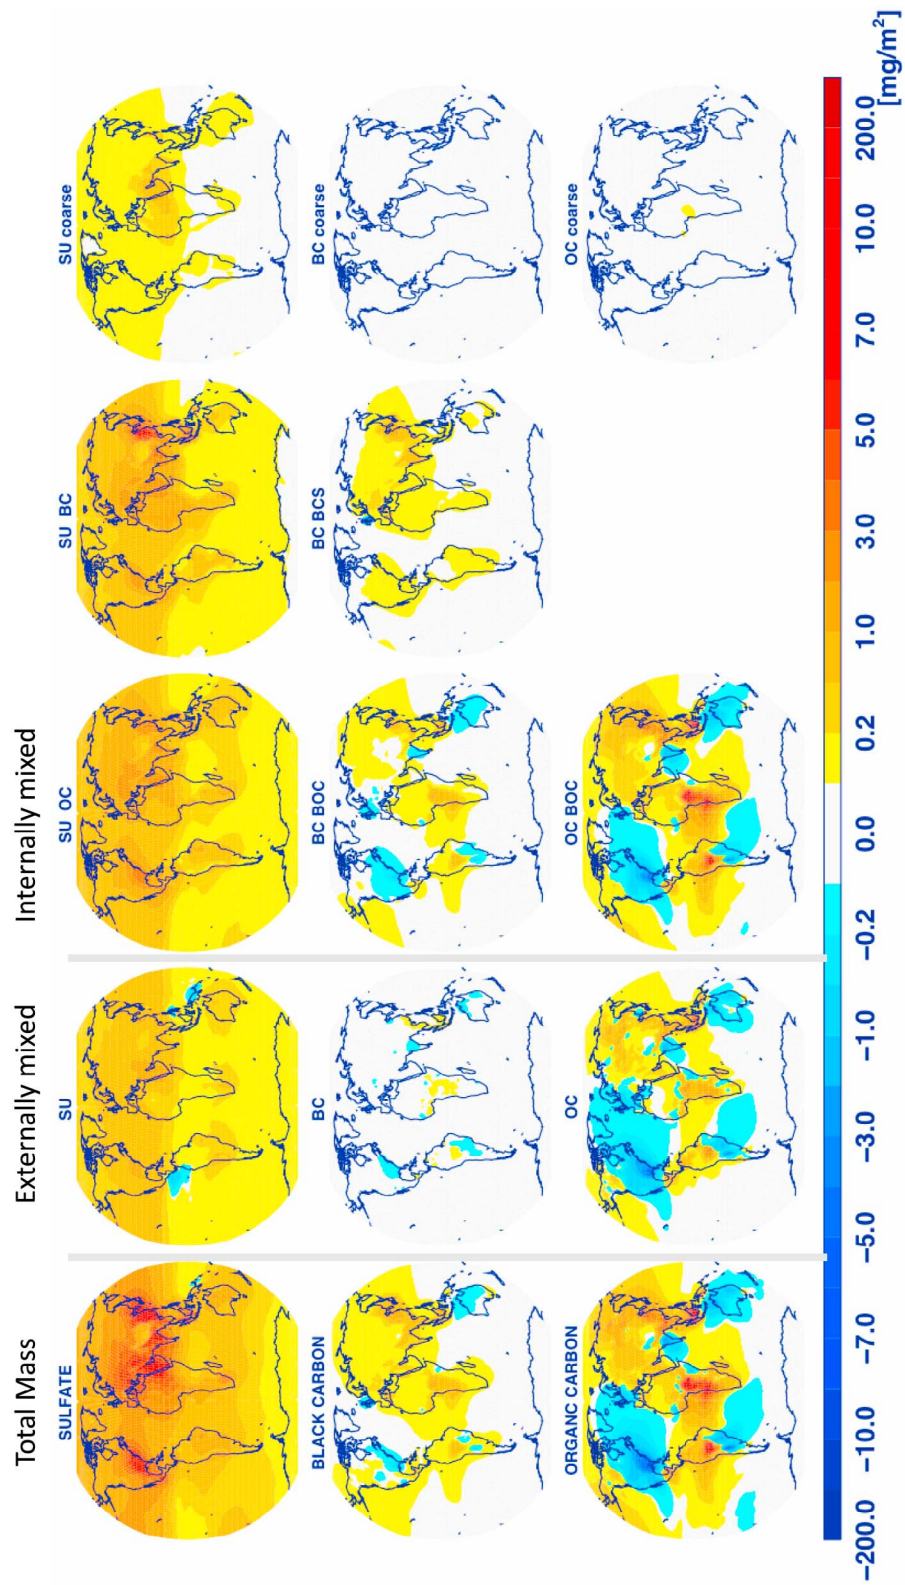 Total Mass
Externally mixed
Internally mixed
SULFATE
SU
SU OC
SU BC
SU coarse
BLACK CARBON
BC
BC BOC
BC BCS
BC coarse
ORGANC CARBON
OC
OC BOC
OC coarse
−200.0 −10.0 −7.0 −5.0 −3.0 −1.0 −0.2 0.0 0.2 1.0 3.0 5.0 7.0 10.0 200.0
[mg/m²]